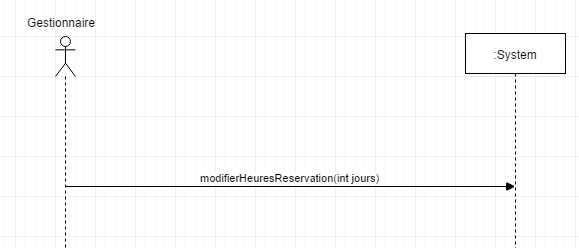 Gestionnaire
:System
modifierHeuresReservation(int jours)